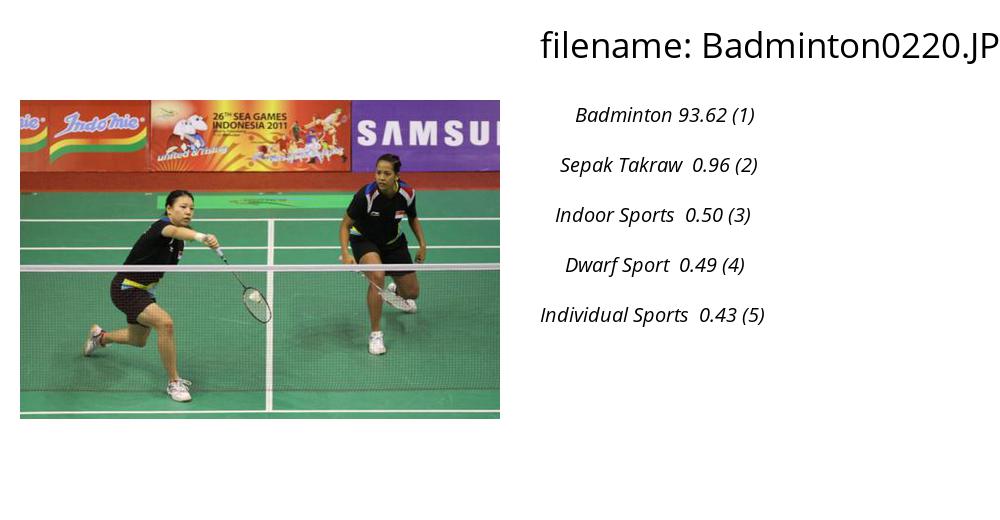 filename: Badminton0220.JP
Badminton 93.62 (1)
Sepak Takraw 0.96 (2)
Indoor Sports 0.50 (3)
Dwarf Sport 0.49 (4)
Individual Sports 0.43 (5)
Indomie
26TH SEA GAMES
INDONESIA 2011
united & rising
SAMSU